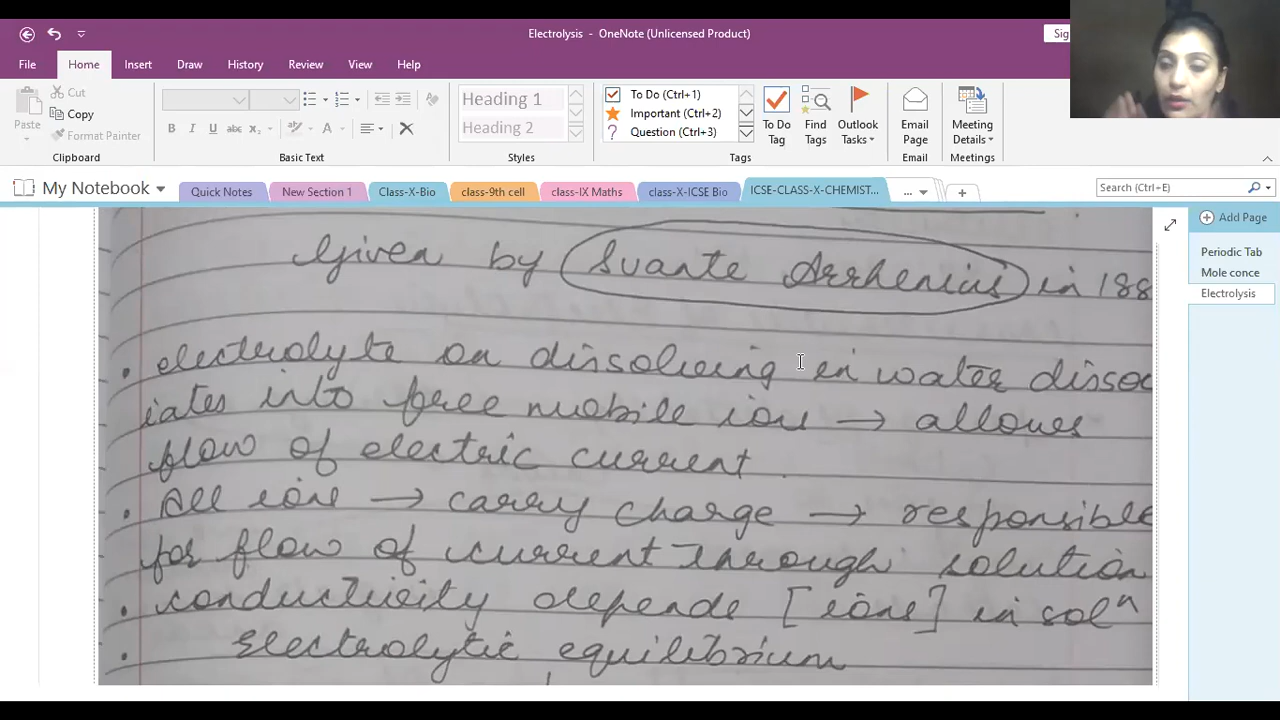 Electrolysis - OneNote (Unlicensed Product)
Sig
File Home Insert Draw History Review View Help
Cut
Copy
Format Painter
Paste
Clipboard
B I U abc x₂ A
Basic Text
Heading 1
Heading 2
Styles
To Do (Ctrl+1)
Important (Ctrl+2)
Question (Ctrl+3)
To Do Tag
Find Tags
Outlook Tasks
Tags
Email Page
Email
Meeting Details
Meetings
My Notebook
Quick Notes New Section 1 Class-X-Bio class-9th cell class-IX Maths class-X-ICSE Bio ICSE-CLASS-X-CHEMIST... ...
Search (Ctrl+E)
Add Page
Periodic Tab
Mole conce
Electrolysis
Given by Svante Arrhenius in 188
. electrolyte on dissolving in water dissoc
iates into free mobile ions → allows
flow of electric current.
. All ions → carry charge → responsible
for flow of current through solution
. conductivity depends [ions] in solⁿ
. Electrolytic equilibrium